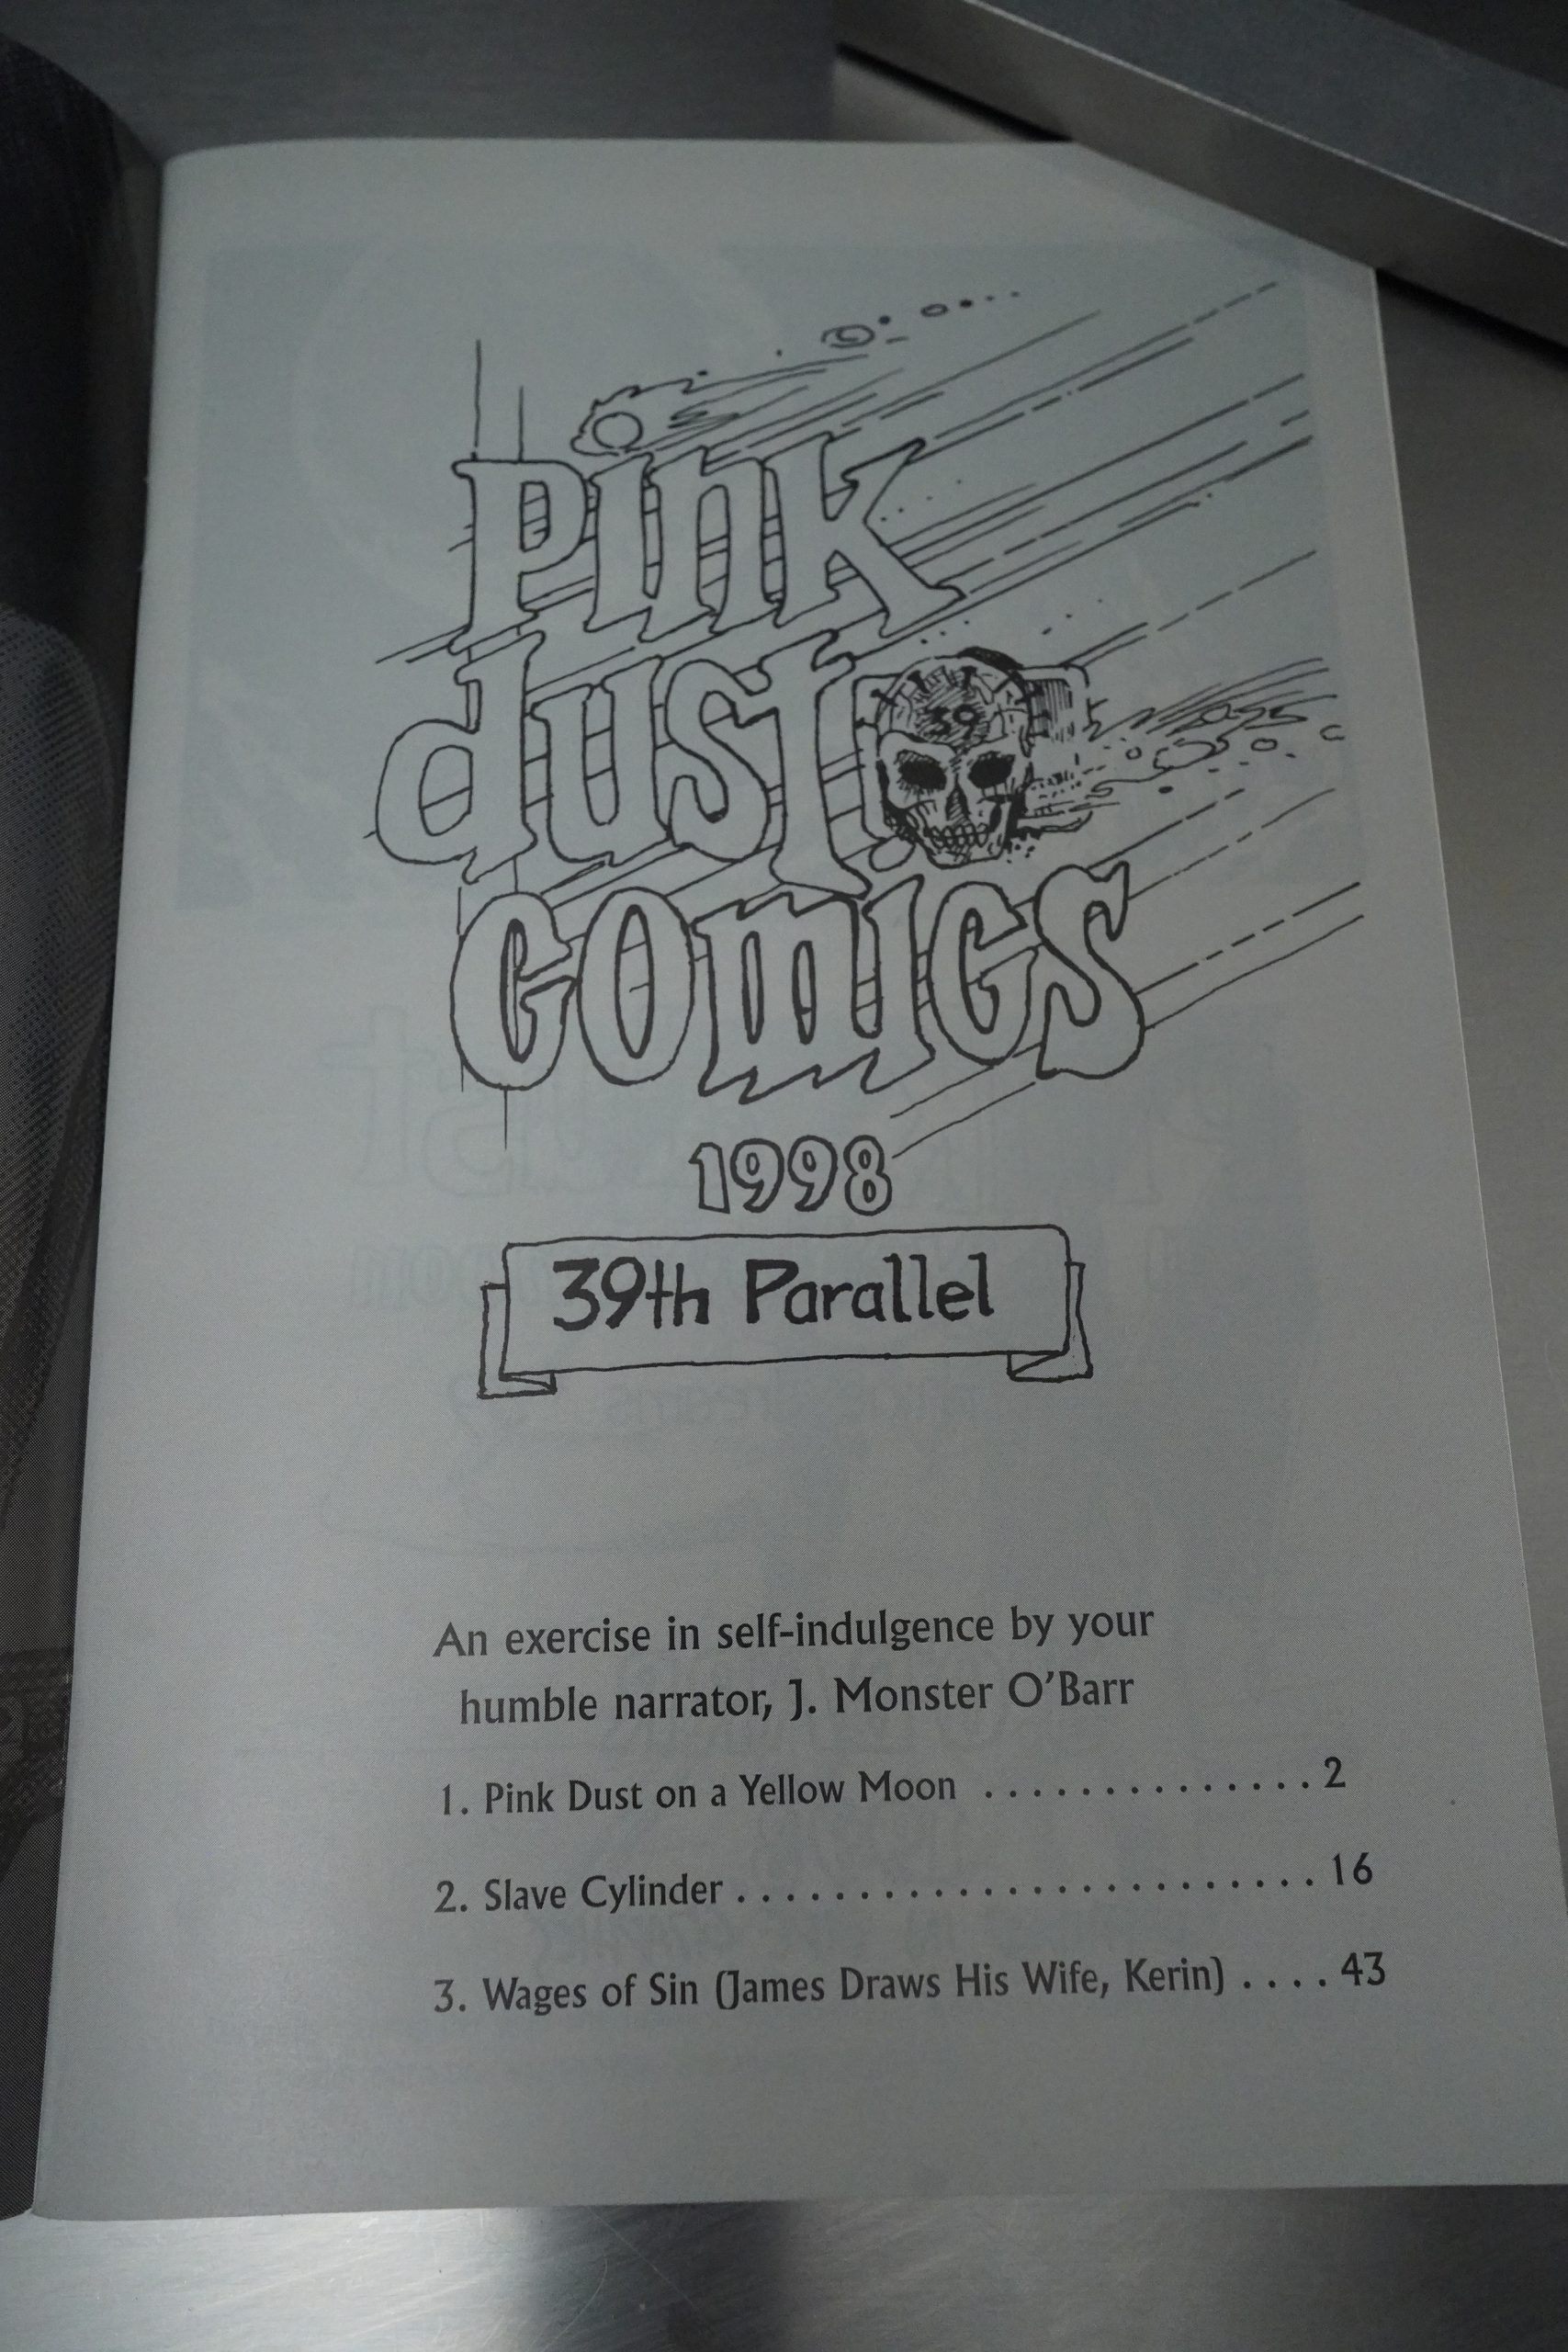 Pink
dust
comics
39
1998
39th Parallel
An exercise in self-indulgence by your
humble narrator, J. Monster O'Barr
1. Pink Dust on a Yellow Moon . . . . . . . . . . . . . . 2
2. Slave Cylinder . . . . . . . . . . . . . . . . . . . . . . . . 16
3. Wages of Sin (James Draws His Wife, Kerin) . . . . 43